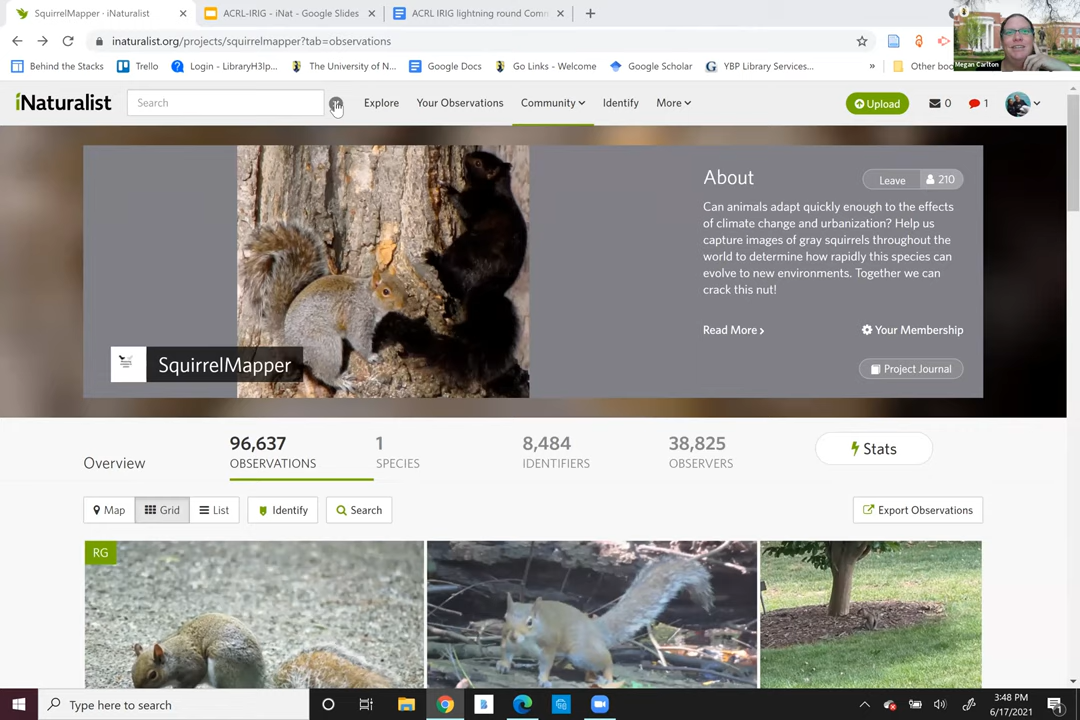 SquirrelMapper · iNaturalist
ACRL-IRIG - iNat - Google Slides
ACRL IRIG lightning round Comm
inaturalist.org/projects/squirrelmapper?tab=observations
Behind the Stacks
Trello
Login - LibraryH3lp...
The University of N...
Google Docs
Go Links - Welcome
Google Scholar
YBP Library Services...
»
Other boo
Megan Carlton
iNaturalist
Search
Explore
Your Observations
Community
Identify
More
Upload
0
1
About
Leave
210
Can animals adapt quickly enough to the effects
of climate change and urbanization? Help us
capture images of gray squirrels throughout the
world to determine how rapidly this species can
evolve to new environments. Together we can
crack this nut!
Read More
Your Membership
Project Journal
SquirrelMapper
Overview
96,637
OBSERVATIONS
1
SPECIES
8,484
IDENTIFIERS
38,825
OBSERVERS
Stats
Map
Grid
List
Identify
Search
Export Observations
RG
Type here to search
3:48 PM
6/17/2021
1